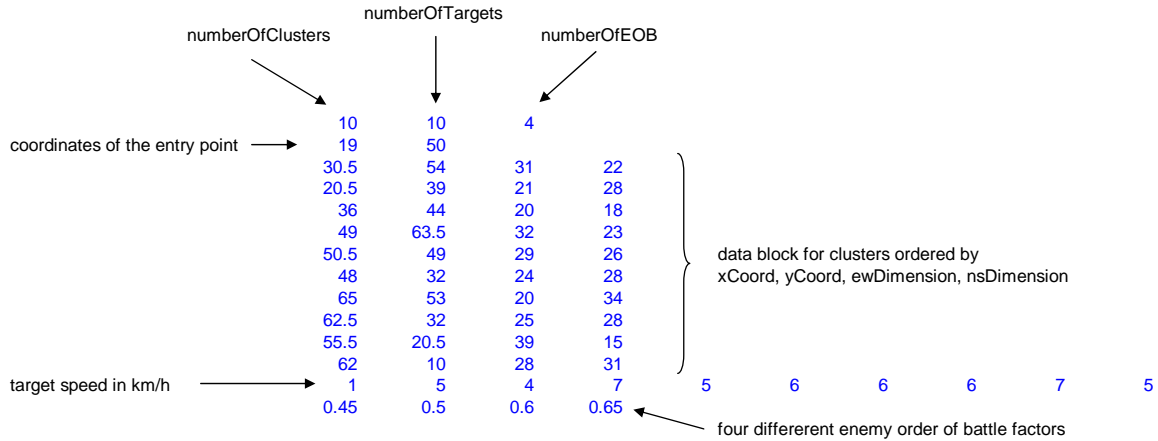 numberOfTargets
numberOfClusters numberOfEOB
10 10 4
coordinates of the entry point 19 50
30.5 54 31 22
20.5 39 21 28
36 44 20 18
49 63.5 32 23
50.5 49 29 26
data block for clusters ordered by
xCoord, yCoord, ewDimension, nsDimension
48 32 24 28
65 53 20 34
62.5 32 25 28
55.5 20.5 39 15
62 10 28 31
target speed in km/h 1 5 4 7 5 6 6 6 7 5
0.45 0.5 0.6 0.65
four differerent enemy order of battle factors